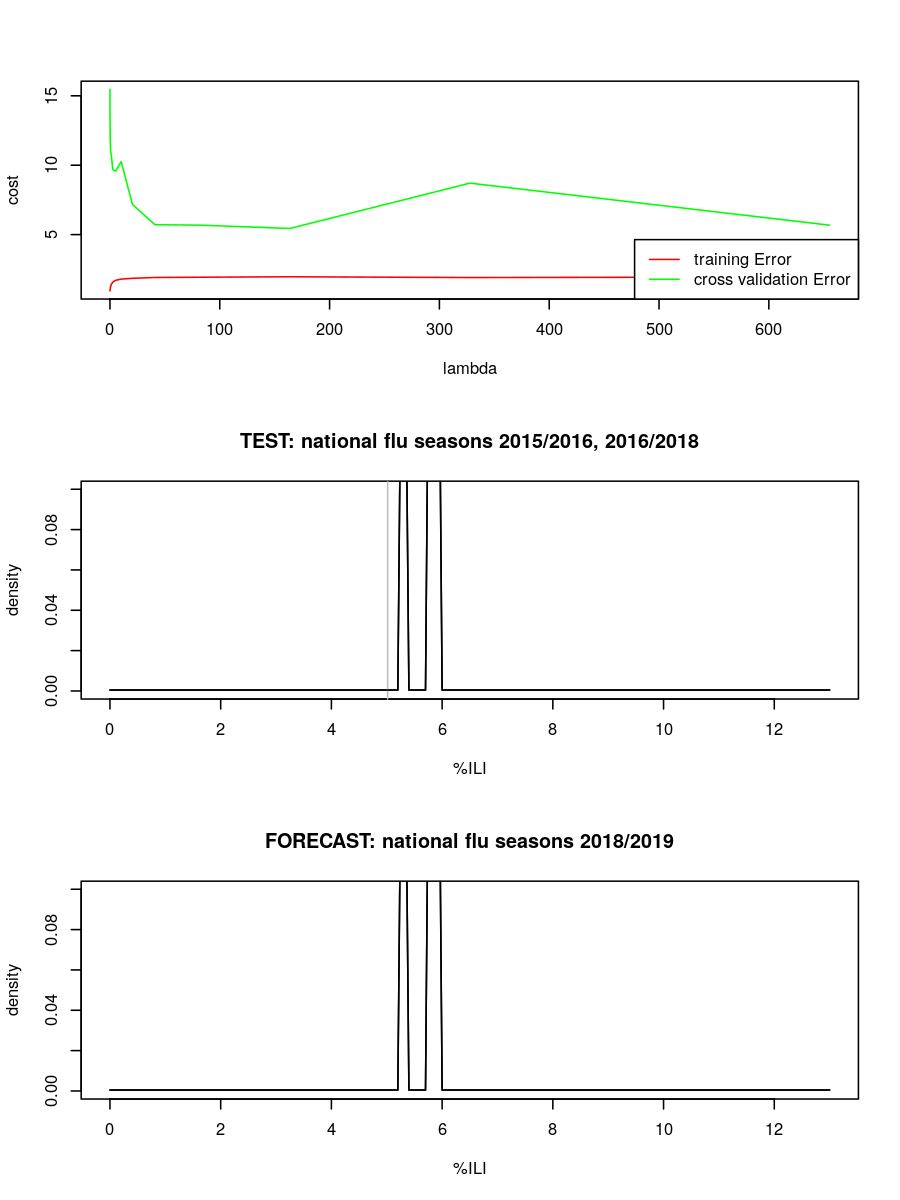 15
10
5
cost
training Error
cross validation Error
0 100 200 300 400 500 600
lambda
TEST: national flu seasons 2015/2016, 2016/2018
0.08
0.04
0.00
density
0 2 4 6 8 10 12
%ILI
FORECAST: national flu seasons 2018/2019
0.08
0.04
0.00
density
0 2 4 6 8 10 12
%ILI